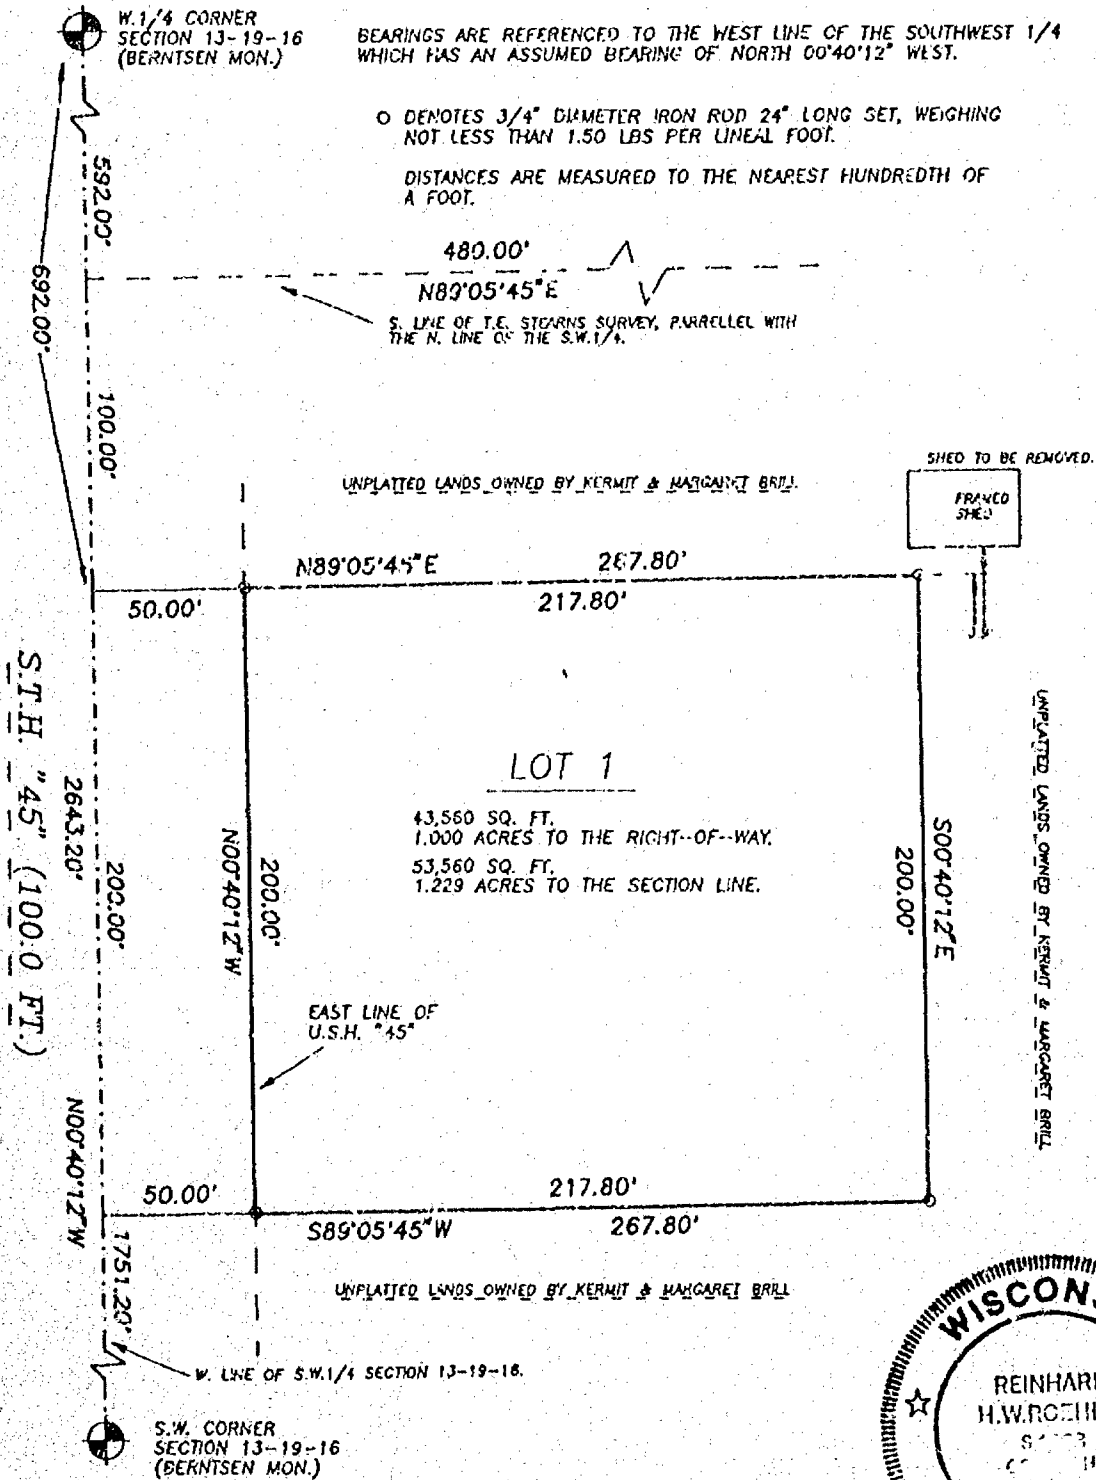 W.1/4 CORNER
SECTION 13-19-16
(BERNTSEN MON.)
BEARINGS ARE REFERENCED TO THE WEST LINE OF THE SOUTHWEST 1/4
WHICH HAS AN ASSUMED BEARING OF NORTH 00°40'12" WEST.
O DENOTES 3/4" DIAMETER IRON ROD 24" LONG SET, WEIGHING
NOT LESS THAN 1.50 LBS PER LINEAL FOOT.
DISTANCES ARE MEASURED TO THE NEAREST HUNDREDTH OF
A FOOT.
592.00'
692.00'
480.00'
N89°05'45"E
S. LINE OF T.E. STEARNS SURVEY, PARRELLEL WITH
THE N. LINE OF THE S.W.1/4.
100.00'
SHED TO BE REMOVED.
FRAMED
SHED
UNPLATTED LANDS OWNED BY KERMIT & MARGARET BRILL
N89°05'45"E
267.80'
50.00'
217.80'
S.T.H. "45" (100.0 FT.)
2643.20'
200.00'
N00°40'12"W
200.00'
LOT 1
43,560 SQ. FT.
1.000 ACRES TO THE RIGHT--OF--WAY.
53,560 SQ. FT.
1.229 ACRES TO THE SECTION LINE.
200.00'
S00°40'12"E
UNPLATTED LANDS OWNED BY KERMIT & MARGARET BRILL
EAST LINE OF
U.S.H. "45"
N00°40'12"W
50.00'
217.80'
S89°05'45"W
267.80'
1751.20'
UNPLATTED LANDS OWNED BY KERMIT & MARGARET BRILL
W. LINE OF S.W.1/4 SECTION 13-19-16.
S.W. CORNER
SECTION 13-19-16
(BERNTSEN MON.)
WISCON
REINHAR
H.W.ROEH